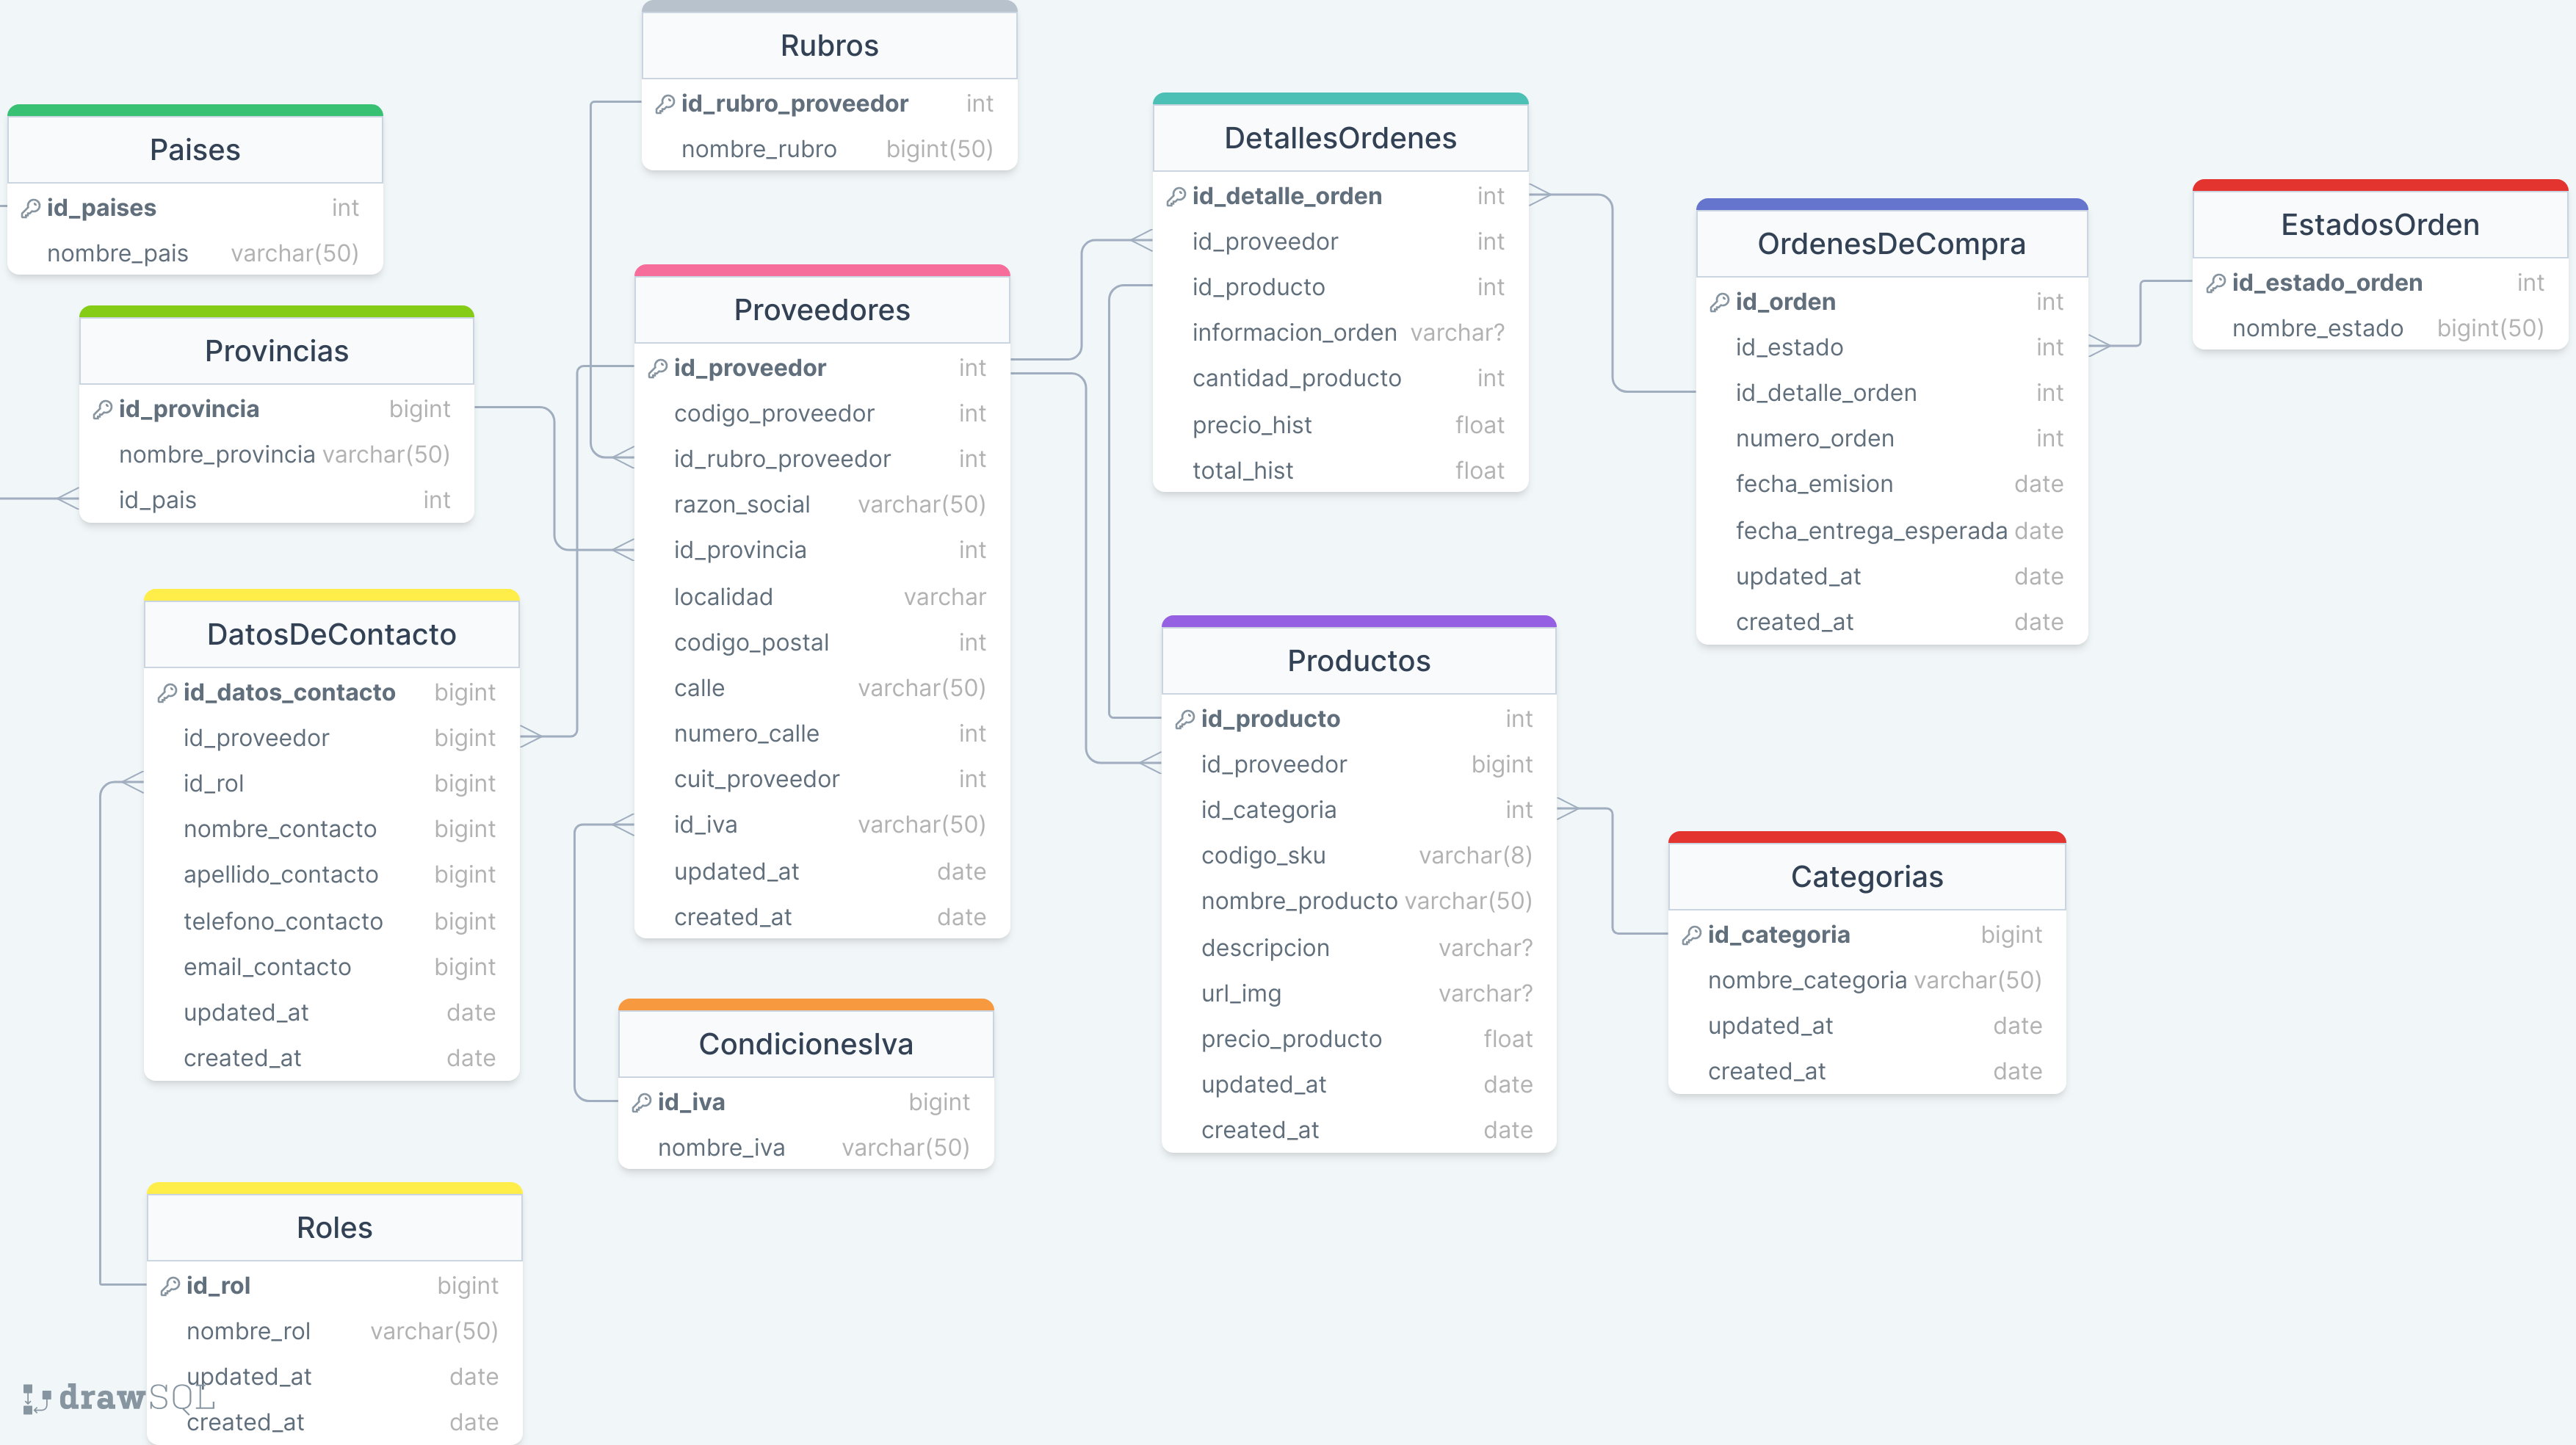 Rubros
id_rubro_proveedor int
nombre_rubro bigint(50)
Paises
id_paises int
nombre_pais varchar(50)
Provincias
id_provincia bigint
nombre_provincia varchar(50)
id_pais int
DatosDeContacto
id_datos_contacto bigint
id_proveedor bigint
id_rol bigint
nombre_contacto bigint
apellido_contacto bigint
telefono_contacto bigint
email_contacto bigint
updated_at date
created_at date
Roles
id_rol bigint
nombre_rol varchar(50)
updated_at date
created_at date
Proveedores
id_proveedor int
codigo_proveedor int
id_rubro_proveedor int
razon_social varchar(50)
id_provincia int
localidad varchar
codigo_postal int
calle varchar(50)
numero_calle int
cuit_proveedor int
id_iva varchar(50)
updated_at date
created_at date
CondicionesIva
id_iva bigint
nombre_iva varchar(50)
DetallesOrdenes
id_detalle_orden int
id_proveedor int
id_producto int
informacion_orden varchar?
cantidad_producto int
precio_hist float
total_hist float
Productos
id_producto int
id_proveedor bigint
id_categoria int
codigo_sku varchar(8)
nombre_producto varchar(50)
descripcion varchar?
url_img varchar?
precio_producto float
updated_at date
created_at date
OrdenesDeCompra
id_orden int
id_estado int
id_detalle_orden int
numero_orden int
fecha_emision date
fecha_entrega_esperada date
updated_at date
created_at date
EstadosOrden
id_estado_orden int
nombre_estado bigint(50)
Categorias
id_categoria bigint
nombre_categoria varchar(50)
updated_at date
created_at date
drawSQL